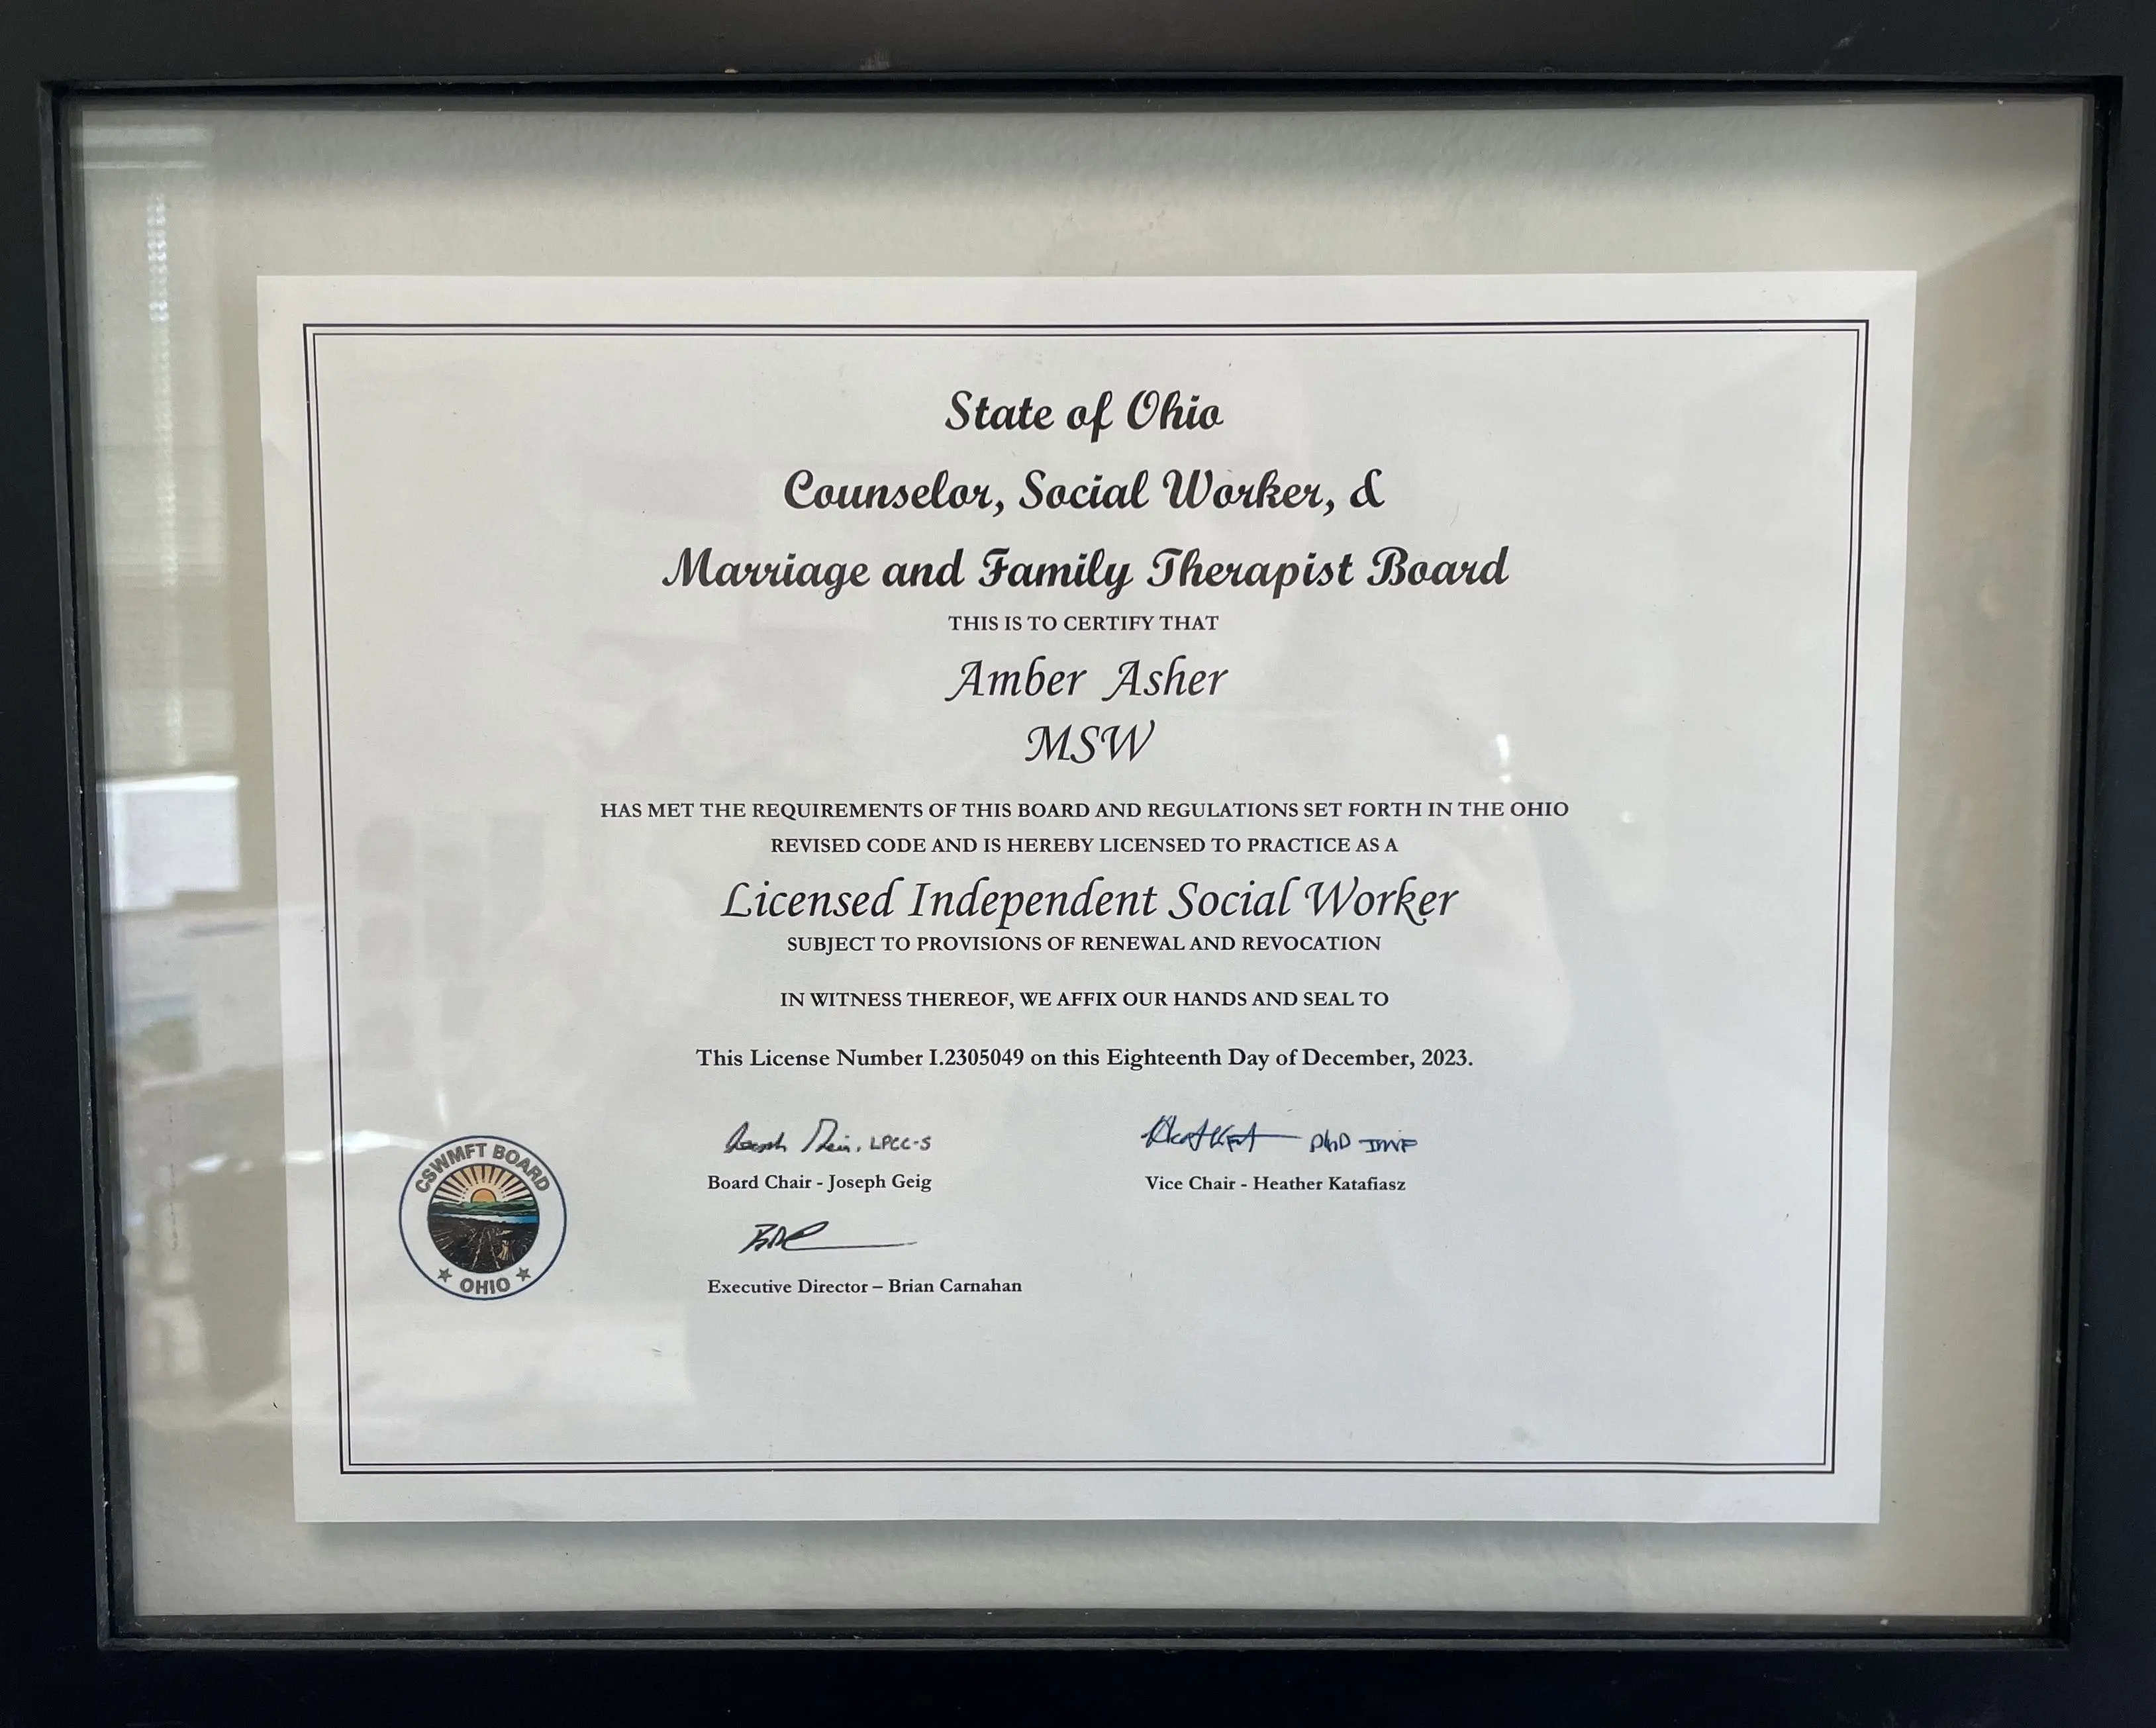 State of Ohio
Counselor, Social Worker, &
Marriage and Family Therapist Board
THIS IS TO CERTIFY THAT
Amber Asher
MSW
HAS MET THE REQUIREMENTS OF THIS BOARD AND REGULATIONS SET FORTH IN THE OHIO
REVISED CODE AND IS HEREBY LICENSED TO PRACTICE AS A
Licensed Independent Social Worker
SUBJECT TO PROVISIONS OF RENEWAL AND REVOCATION
IN WITNESS THEREOF, WE AFFIX OUR HANDS AND SEAL TO
This License Number I.2305049 on this Eighteenth Day of December, 2023.
LPCC-S
PhD
Board Chair - Joseph Geig
Vice Chair - Heather Katafiasz
CSWMFT BOARD
OHIO
Executive Director – Brian Carnahan